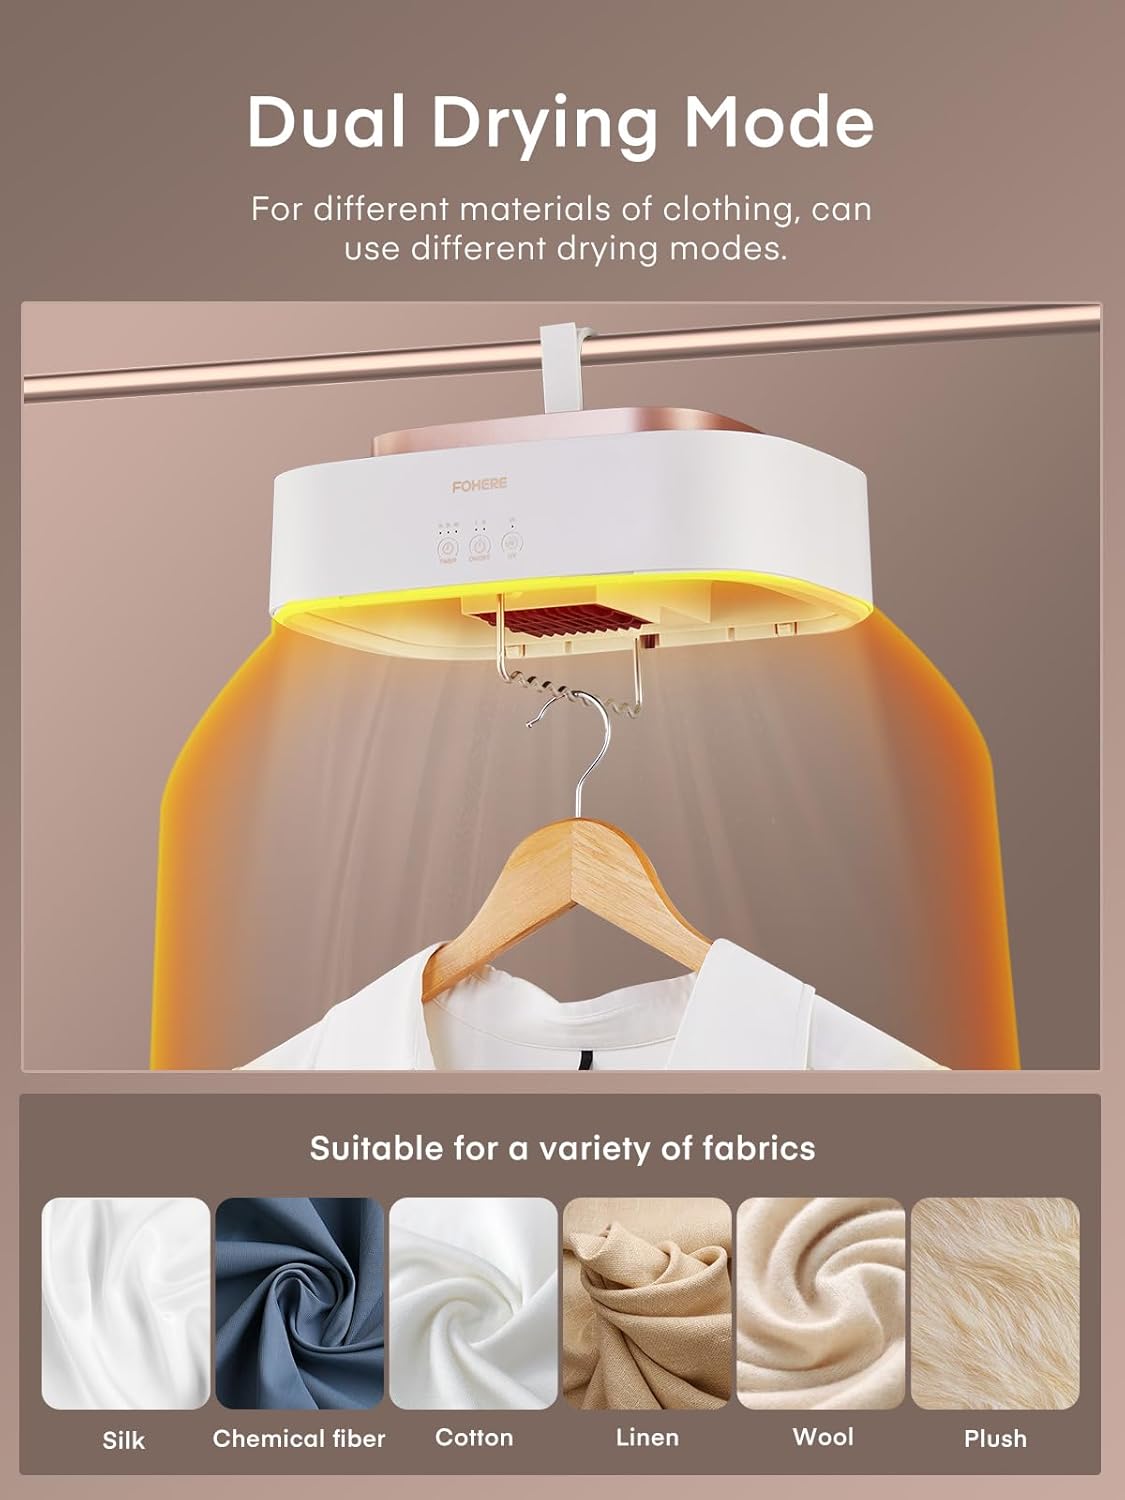 Dual Drying Mode
For different materials of clothing, can
use different drying modes.
FOHERE
TIMER ON/OFF UV
Suitable for a variety of fabrics
Silk Chemical fiber Cotton Linen Wool Plush